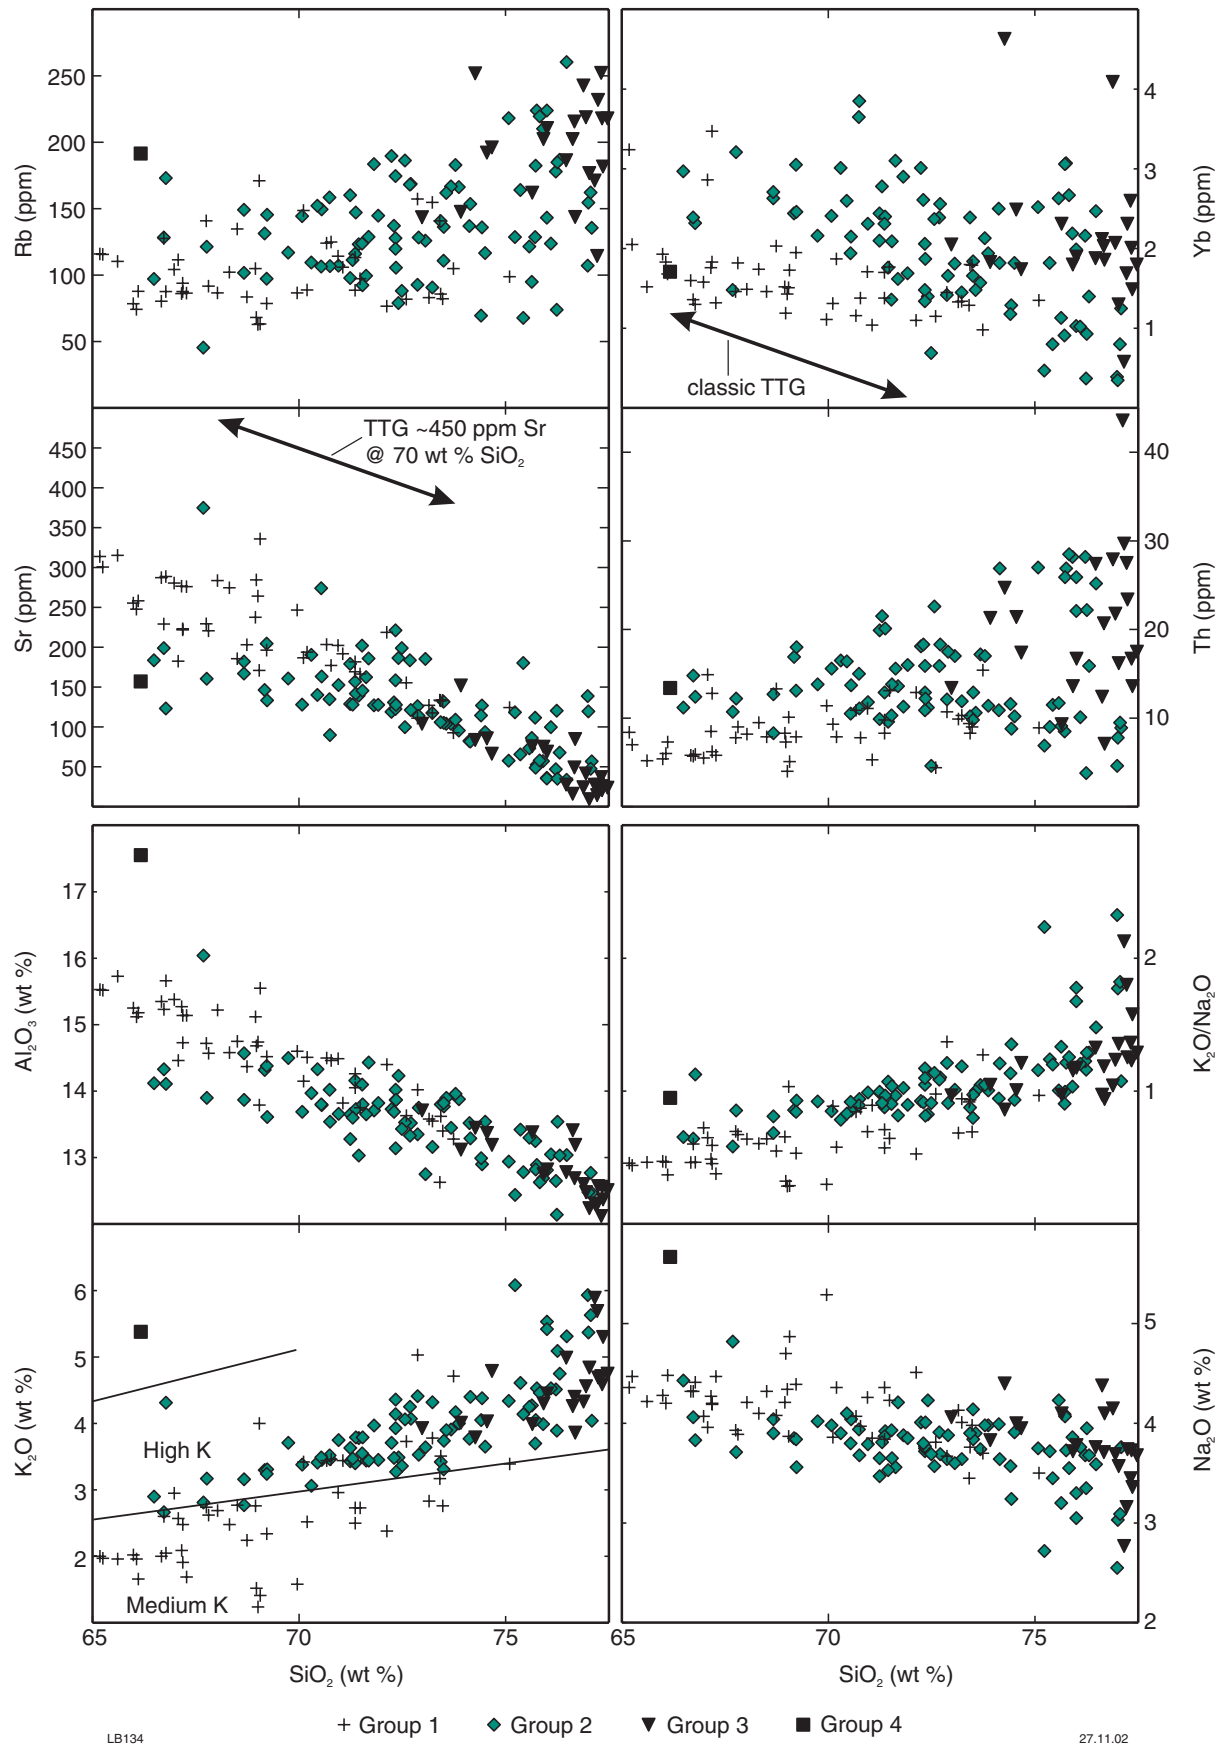 250
200
150
100
50
Rb (ppm)
4
3
2
1
Yb (ppm)
classic TTG
450
400
350
300
250
200
150
100
50
Sr (ppm)
TTG ~450 ppm Sr
@ 70 wt % SiO₂
40
30
20
10
Th (ppm)
17
16
15
14
13
Al₂O₃ (wt %)
2
1
K₂O/Na₂O
6
5
4
3
2
K₂O (wt %)
High K
Medium K
5
4
3
2
Na₂O (wt %)
65
70
75
65
70
75
SiO₂ (wt %)
SiO₂ (wt %)
Group 1
Group 2
Group 3
Group 4
LB134
27.11.02